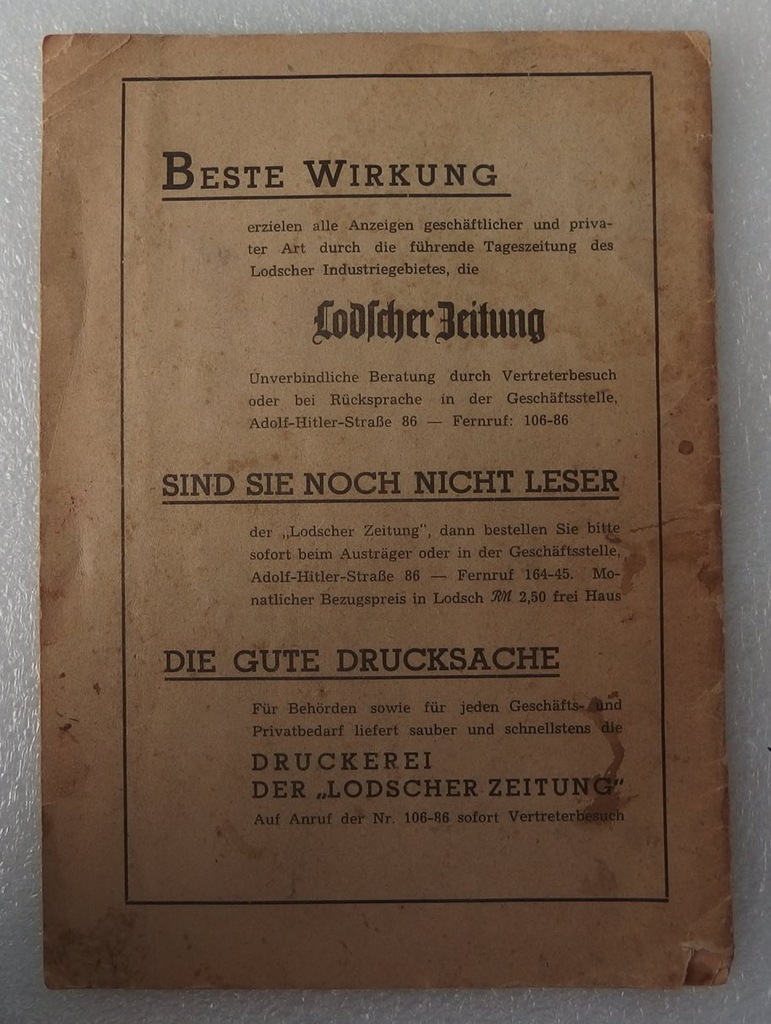 BESTE WIRKUNG
erzielen alle Anzeigen geschäftlicher und priva-
ter Art durch die führende Tageszeitung des
Lodscher Industriegebietes, die
Lodscher Zeitung
Unverbindliche Beratung durch Vertreterbesuch
oder bei Rücksprache in der Geschäftsstelle,
Adolf-Hitler-Straße 86 — Fernruf: 106-86
SIND SIE NOCH NICHT LESER
der „Lodscher Zeitung“, dann bestellen Sie bitte
sofort beim Austräger oder in der Geschäftsstelle,
Adolf-Hitler-Straße 86 — Fernruf 164-45. Mo-
natlicher Bezugspreis in Lodsch RM 2,50 frei Haus
DIE GUTE DRUCKSACHE
Für Behörden sowie für jeden Geschäfts- und
Privatbedarf liefert sauber und schnellstens die
DRUCKEREI
DER „LODSCHER ZEITUNG“
Auf Anruf der Nr. 106-86 sofort Vertreterbesuch